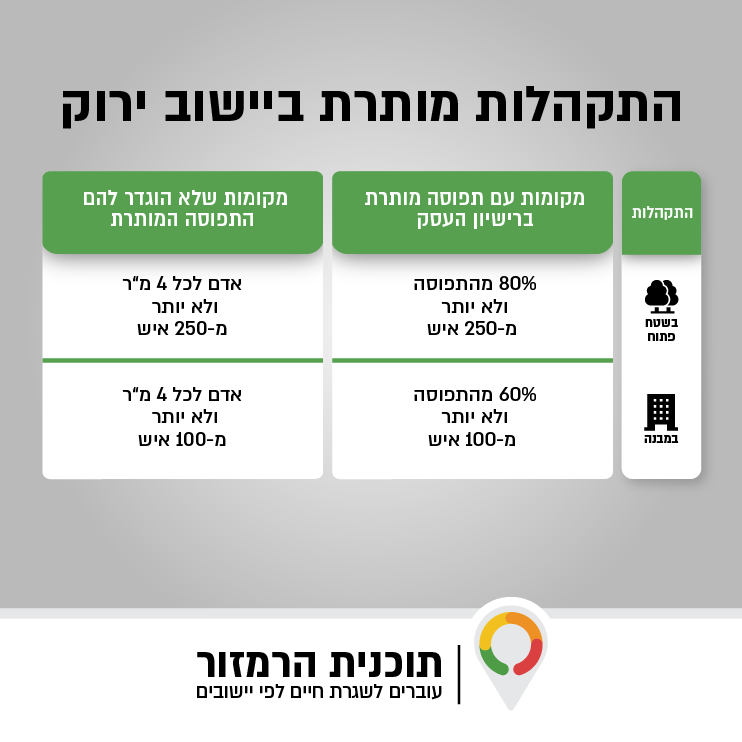 התקהלות מותרת ביישוב ירוק
התקהלות
מקומות עם תפוסה מותרת
ברישיון העסק
מקומות שלא הוגדר להם
התפוסה המותרת
בשטח
פתוח
80% מהתפוסה
ולא יותר
מ-250 איש
אדם לכל 4 מ"ר
ולא יותר
מ-250 איש
במבנה
60% מהתפוסה
ולא יותר
מ-100 איש
אדם לכל 4 מ"ר
ולא יותר
מ-100 איש
תוכנית הרמזור
עוברים לשגרת חיים לפי יישובים